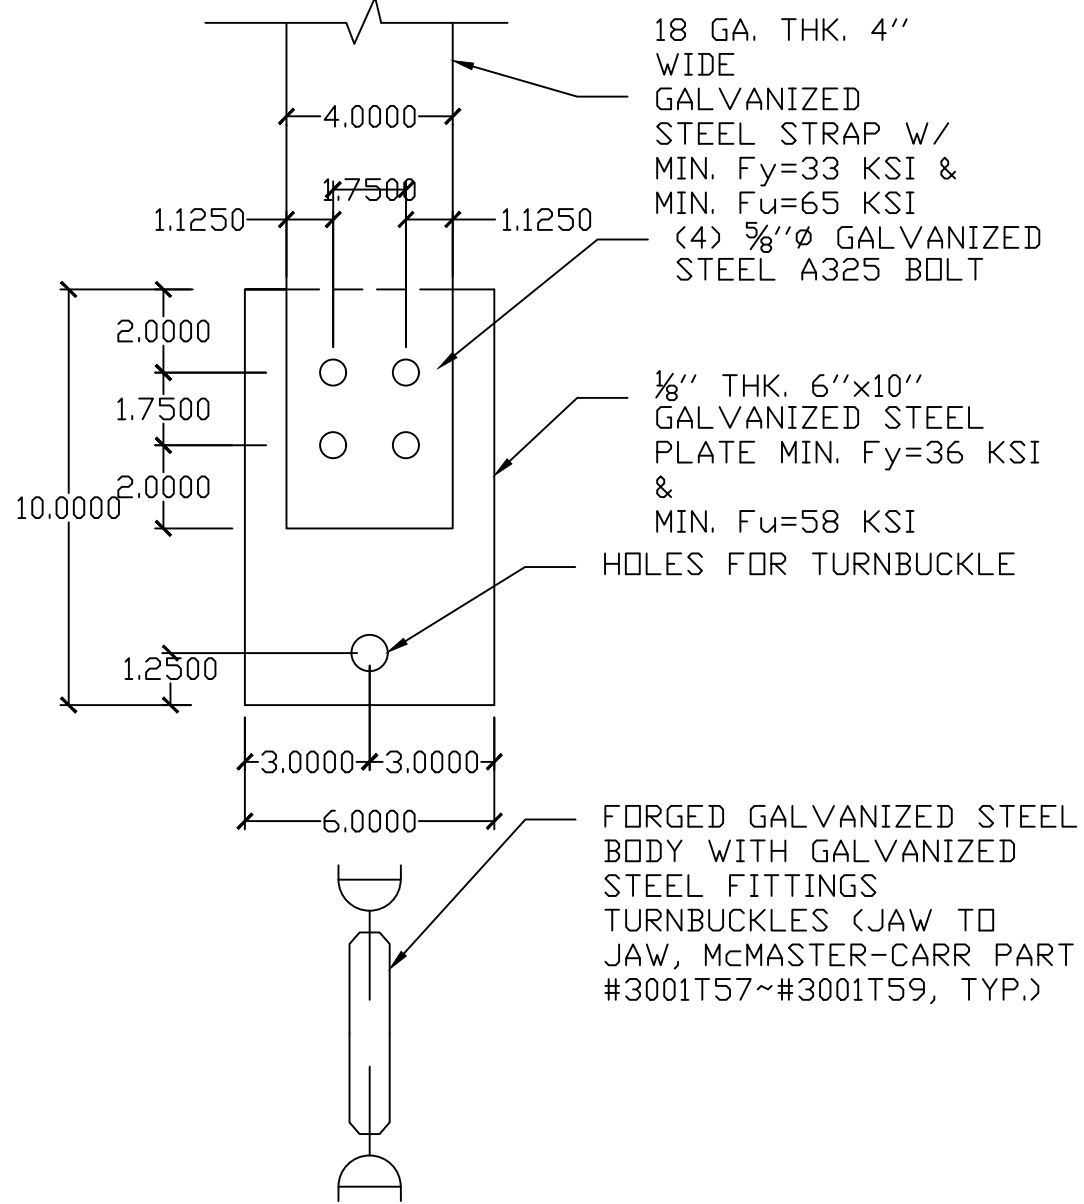 18 GA. THK. 4''
WIDE
GALVANIZED
STEEL STRAP W/
MIN. Fy=33 KSI &
MIN. Fu=65 KSI
4.0000
1.7500
1.1250
1.1250
(4) ⅝''Ø GALVANIZED
STEEL A325 BOLT
2.0000
1.7500
2.0000
10.0000
⅛'' THK. 6''x10''
GALVANIZED STEEL
PLATE MIN. Fy=36 KSI
&
MIN. Fu=58 KSI
HOLES FOR TURNBUCKLE
1.2500
3.0000
3.0000
6.0000
FORGED GALVANIZED STEEL
BODY WITH GALVANIZED
STEEL FITTINGS
TURNBUCKLES (JAW TO
JAW, McMASTER-CARR PART
#3001T57~#3001T59, TYP.)